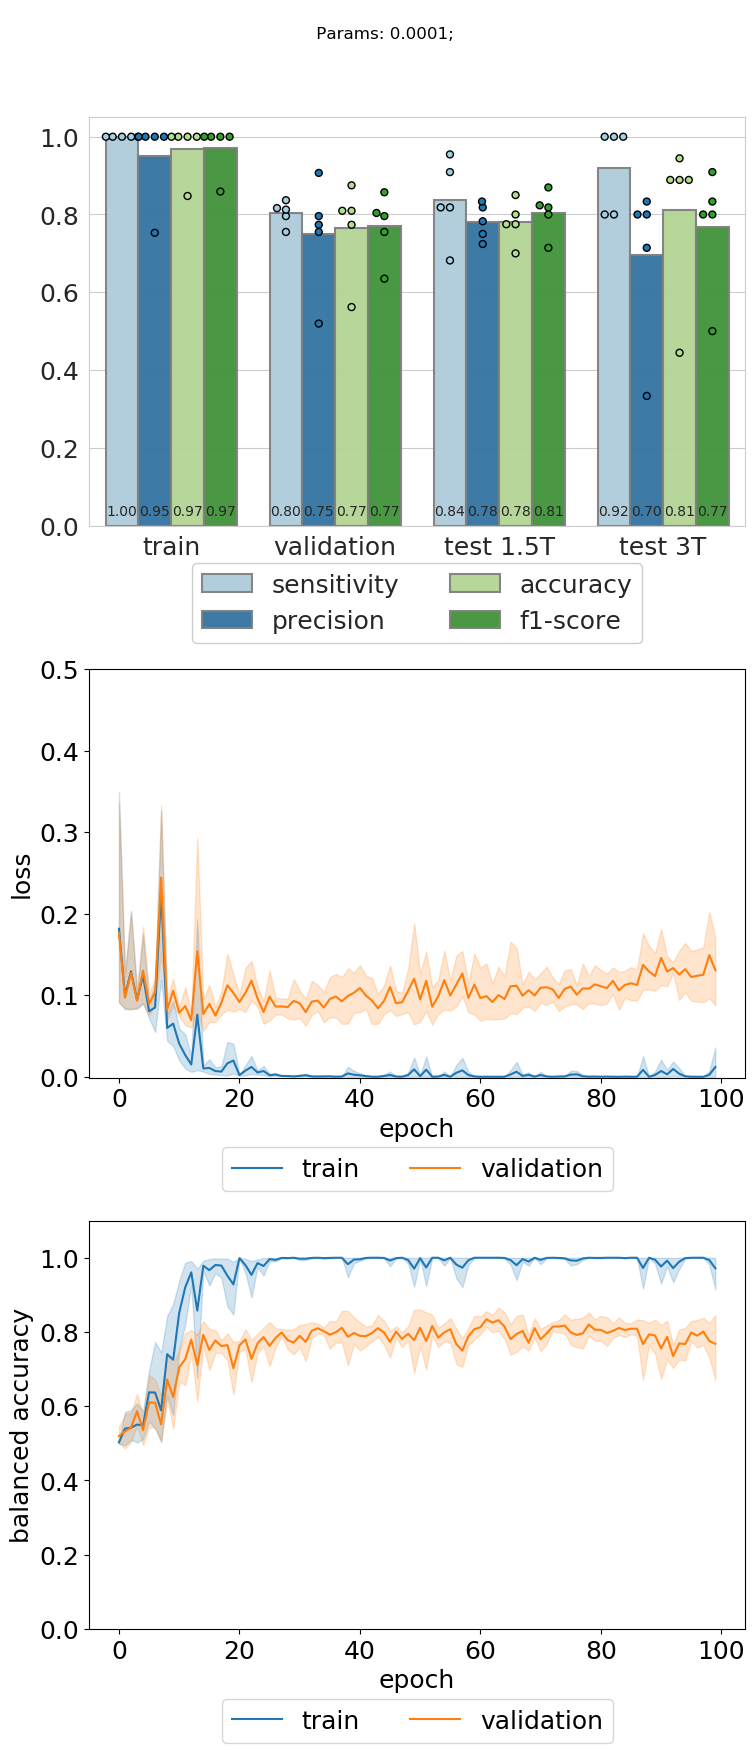 Params: 0.0001;
1.0
0.8
0.6
0.4
0.2
0.0
1.00 0.95 0.97 0.97 0.80 0.75 0.77 0.77 0.84 0.78 0.78 0.81 0.92 0.70 0.81 0.77
train validation test 1.5T test 3T
sensitivity accuracy
precision f1-score
0.5
0.4
0.3
0.2
0.1
0.0
loss
0 20 40 60 80 100
epoch
train validation
1.0
0.8
0.6
0.4
0.2
0.0
balanced accuracy
0 20 40 60 80 100
epoch
train validation